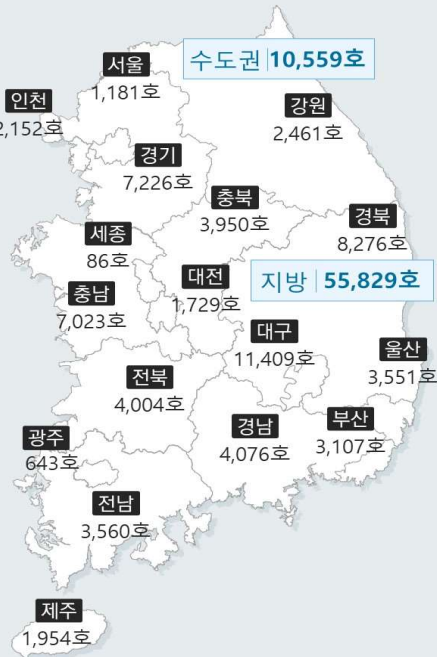 수도권 | 10,559호
서울
1,181호
인천
2,152호
강원
2,461호
경기
7,226호
충북
3,950호
경북
8,276호
세종
86호
대전
1,729호
지방 | 55,829호
충남
7,023호
대구
11,409호
울산
3,551호
전북
4,004호
경남
4,076호
부산
3,107호
광주
643호
전남
3,560호
제주
1,954호